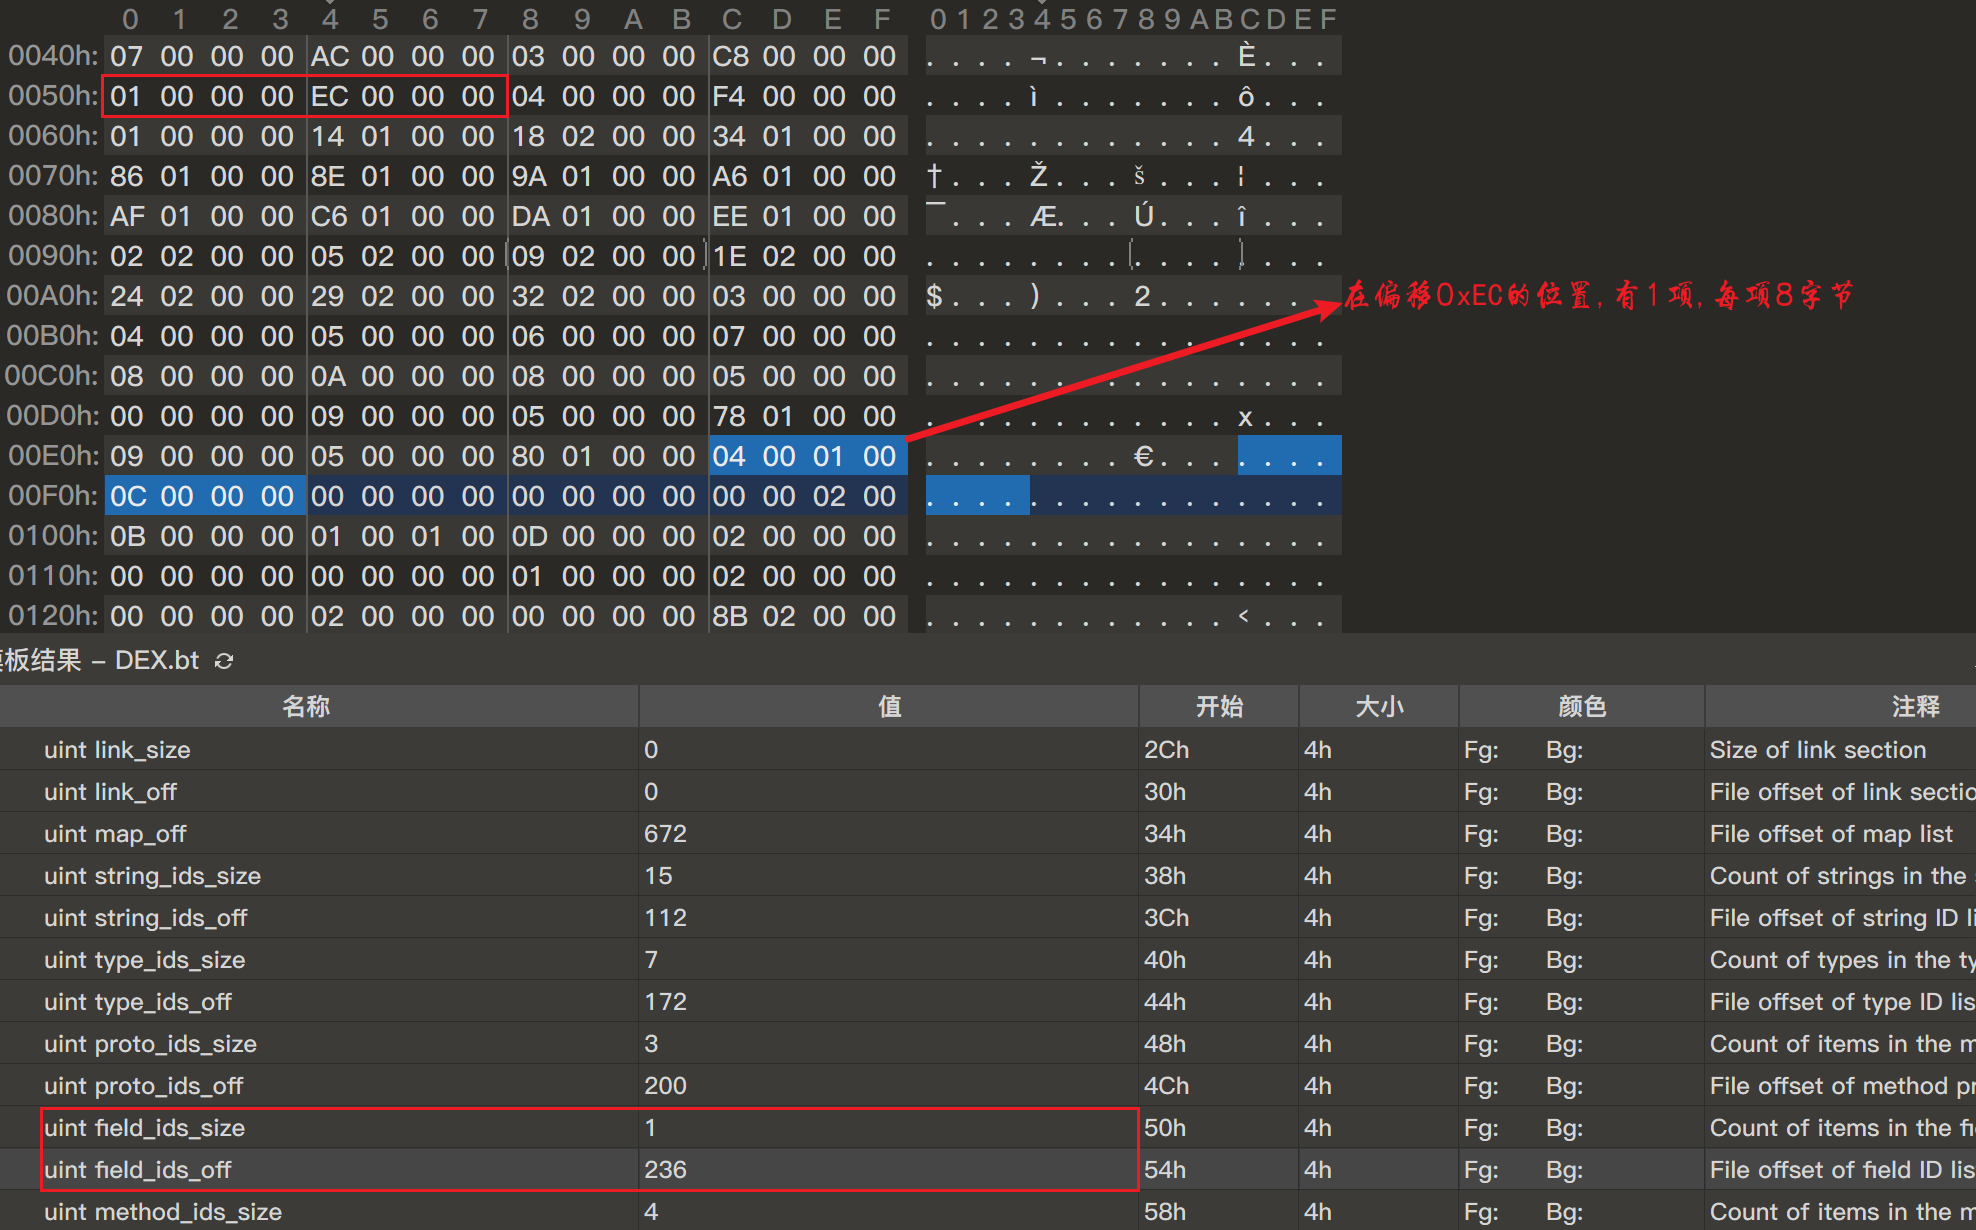 0 1 2 3 4 5 6 7 8 9 A B C D E F 0 1 2 3 4 5 6 7 8 9 A B C D E F
0040h: 07 00 00 00 AC 00 00 00 03 00 00 00 C8 00 00 00 . . . . ¬ . . . . . . . È . . .
0050h: 01 00 00 00 EC 00 00 00 04 00 00 00 F4 00 00 00 . . . . ì . . . . . . . ô . . .
0060h: 01 00 00 00 14 01 00 00 18 02 00 00 34 01 00 00 . . . . . . . . . . . . 4 . . .
0070h: 86 01 00 00 8E 01 00 00 9A 01 00 00 A6 01 00 00 † . . . Ž . . . š . . . ¦ . . .
0080h: AF 01 00 00 C6 01 00 00 DA 01 00 00 EE 01 00 00 ¯ . . . Æ . . . Ú . . . î . . .
0090h: 02 02 00 00 05 02 00 00 09 02 00 00 1E 02 00 00 . . . . . . . . . . . . . . . .
00A0h: 24 02 00 00 29 02 00 00 32 02 00 00 03 00 00 00 $ . . . ) . . . 2 . . . . . . .
在偏移0xEC的位置,有1项,每项8字节
00B0h: 04 00 00 00 05 00 00 00 06 00 00 00 07 00 00 00 . . . . . . . . . . . . . . . .
00C0h: 08 00 00 00 0A 00 00 00 08 00 00 00 05 00 00 00 . . . . . . . . . . . . . . . .
00D0h: 00 00 00 00 09 00 00 00 05 00 00 00 78 01 00 00 . . . . . . . . . . . . x . . .
00E0h: 09 00 00 00 05 00 00 00 80 01 00 00 04 00 01 00 . . . . . . . . € . . . . . . .
00F0h: 0C 00 00 00 00 00 00 00 00 00 00 00 00 00 02 00 . . . . . . . . . . . . . . . .
0100h: 0B 00 00 00 01 00 01 00 0D 00 00 00 02 00 00 00 . . . . . . . . . . . . . . . .
0110h: 00 00 00 00 00 00 00 00 01 00 00 00 02 00 00 00 . . . . . . . . . . . . . . . .
0120h: 00 00 00 00 02 00 00 00 00 00 00 00 8B 02 00 00 . . . . . . . . . . . . ‹ . . .
板结果 – DEX.bt
名称 值 开始 大小 颜色 注释
uint link_size 0 2Ch 4h Fg: Bg: Size of link section
uint link_off 0 30h 4h Fg: Bg: File offset of link sectio
uint map_off 672 34h 4h Fg: Bg: File offset of map list
uint string_ids_size 15 38h 4h Fg: Bg: Count of strings in the
uint string_ids_off 112 3Ch 4h Fg: Bg: File offset of string ID li
uint type_ids_size 7 40h 4h Fg: Bg: Count of types in the ty
uint type_ids_off 172 44h 4h Fg: Bg: File offset of type ID lis
uint proto_ids_size 3 48h 4h Fg: Bg: Count of items in the m
uint proto_ids_off 200 4Ch 4h Fg: Bg: File offset of method pr
uint field_ids_size 1 50h 4h Fg: Bg: Count of items in the fi
uint field_ids_off 236 54h 4h Fg: Bg: File offset of field ID lis
uint method_ids_size 4 58h 4h Fg: Bg: Count of items in the m